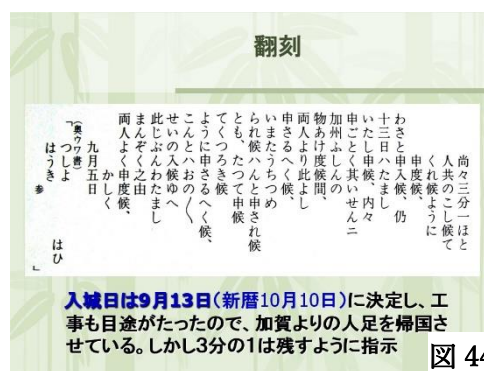 翻刻
尚々三分一ほと
人共のこし候て
くれ候ように
申度候、
わさと申入候、仍
十三日ハたまし
いたし申候、内々
申ごとく其いせんニ
加州ふしんの
物あけ度候間、
両人より此よし
申さるへく候、
いまたうちつめ
られ候ハんと申され候
とも、たつて申候
てくつろき候
ように申さるへく候、
こんとハおの〱
せいの入候ゆへ
此じぶんわたまし
まんぞく之由
両人よく申度候、
かしく
九月五日
（奥ウワ書）
「つしよ
はうき 参
はひ」
入城日は9月13日(新暦10月10日)に決定し、工
事も目途がたったので、加賀よりの人足を帰国さ
せている。しかし3分の1は残すように指示
図 44